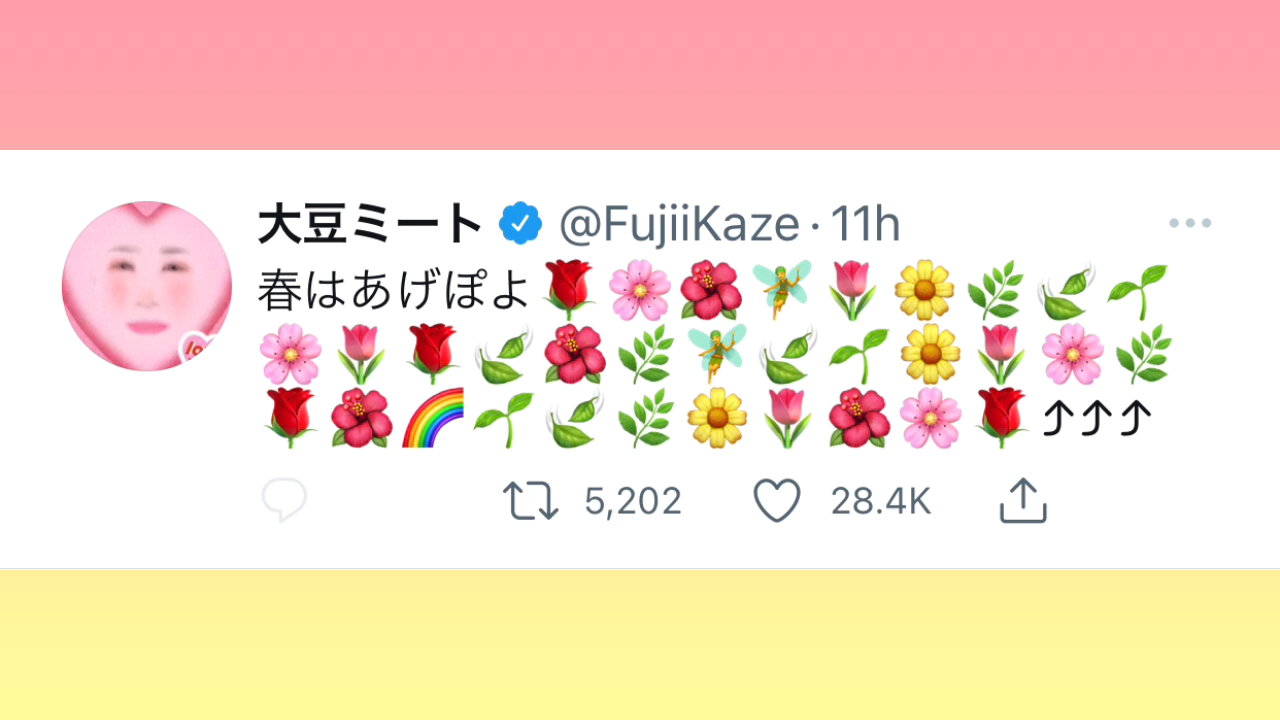 大豆ミート @FujiiKaze · 11h
春はあげぽよ🌹🌸🌺🧚🌷🌼🌿🍃🌱
🌸🌷🌹🍃🌺🌿🧚🍃🌱🌼🌷🌸🌿
🌹🌺🌈🌱🍃🌿🌼🌷🌺🌸🌹⤴⤴⤴
5,202 28.4K